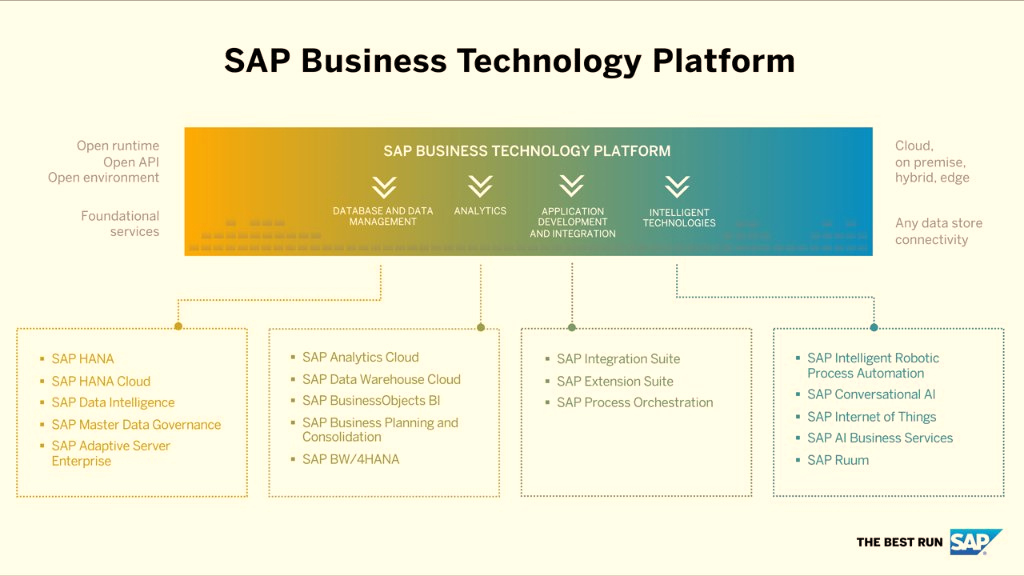 SAP Business Technology Platform
Open runtime
Open API
Open environment
Foundational
services
SAP BUSINESS TECHNOLOGY PLATFORM
DATABASE AND DATA
MANAGEMENT
ANALYTICS
APPLICATION
DEVELOPMENT
AND INTEGRATION
INTELLIGENT
TECHNOLOGIES
Cloud,
on premise,
hybrid, edge
Any data store
connectivity
▪ SAP HANA
▪ SAP HANA Cloud
▪ SAP Data Intelligence
▪ SAP Master Data Governance
▪ SAP Adaptive Server
Enterprise
▪ SAP Analytics Cloud
▪ SAP Data Warehouse Cloud
▪ SAP BusinessObjects BI
▪ SAP Business Planning and
Consolidation
▪ SAP BW/4HANA
▪ SAP Integration Suite
▪ SAP Extension Suite
▪ SAP Process Orchestration
▪ SAP Intelligent Robotic
Process Automation
▪ SAP Conversational AI
▪ SAP Internet of Things
▪ SAP AI Business Services
▪ SAP Ruum
THE BEST RUN SAP®